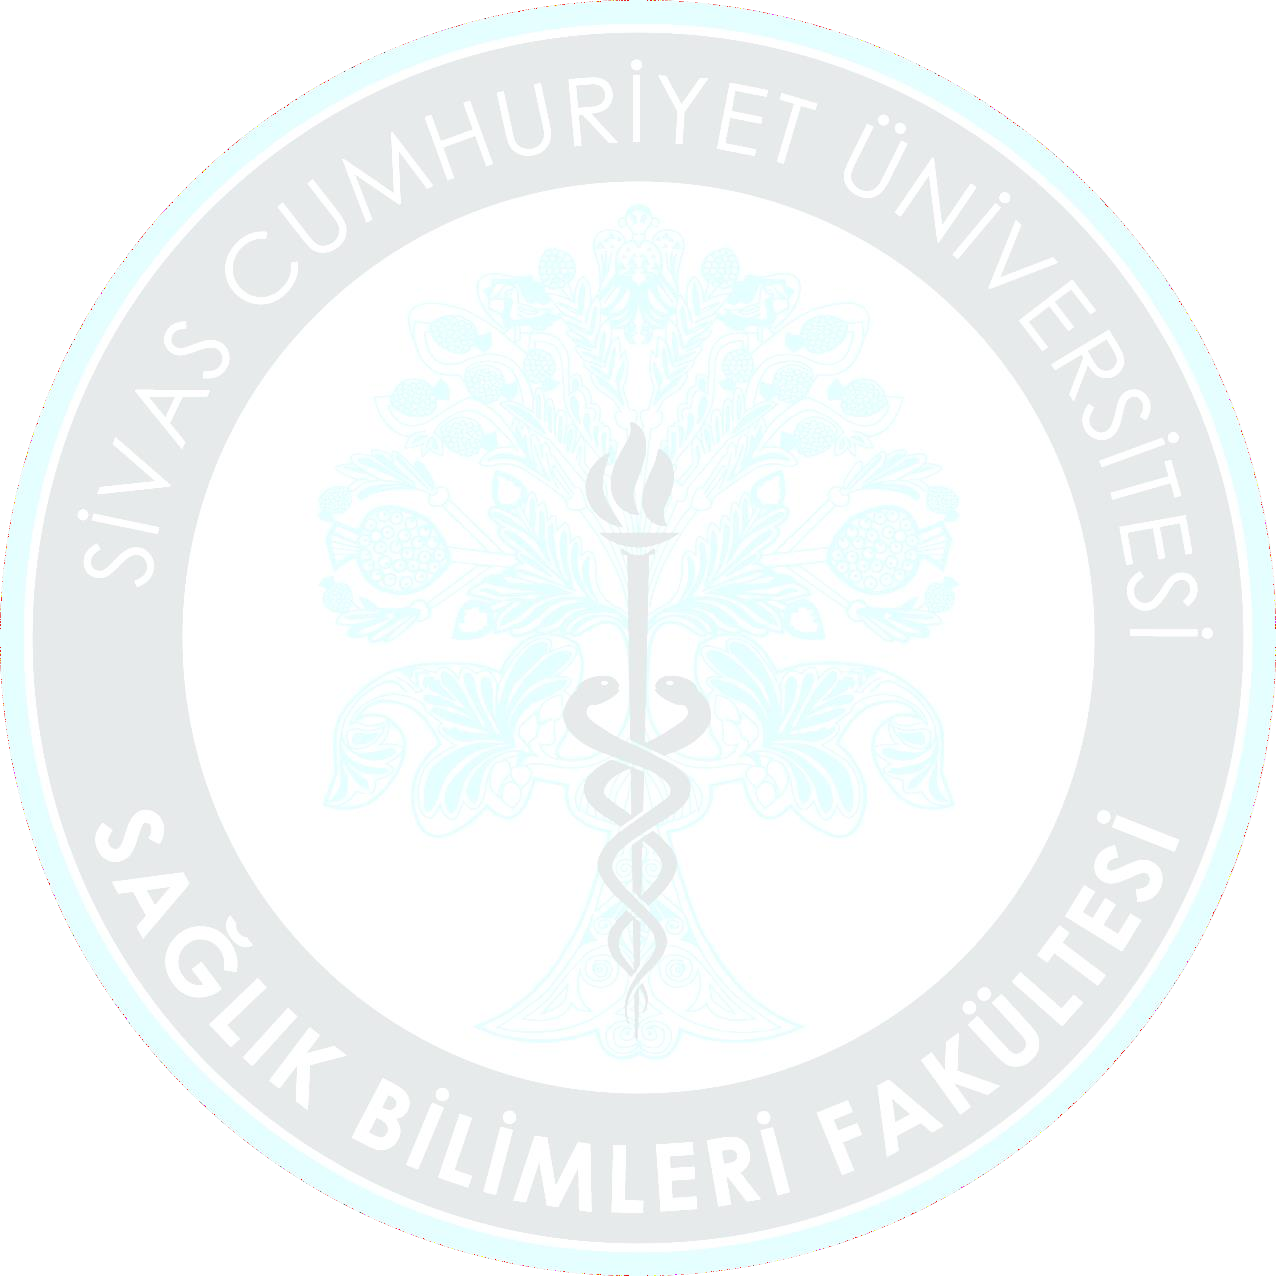 SİVAS CUMHURİYET ÜNİVERSİTESİ
SAĞLIK BİLİMLERİ FAKÜLTESİ